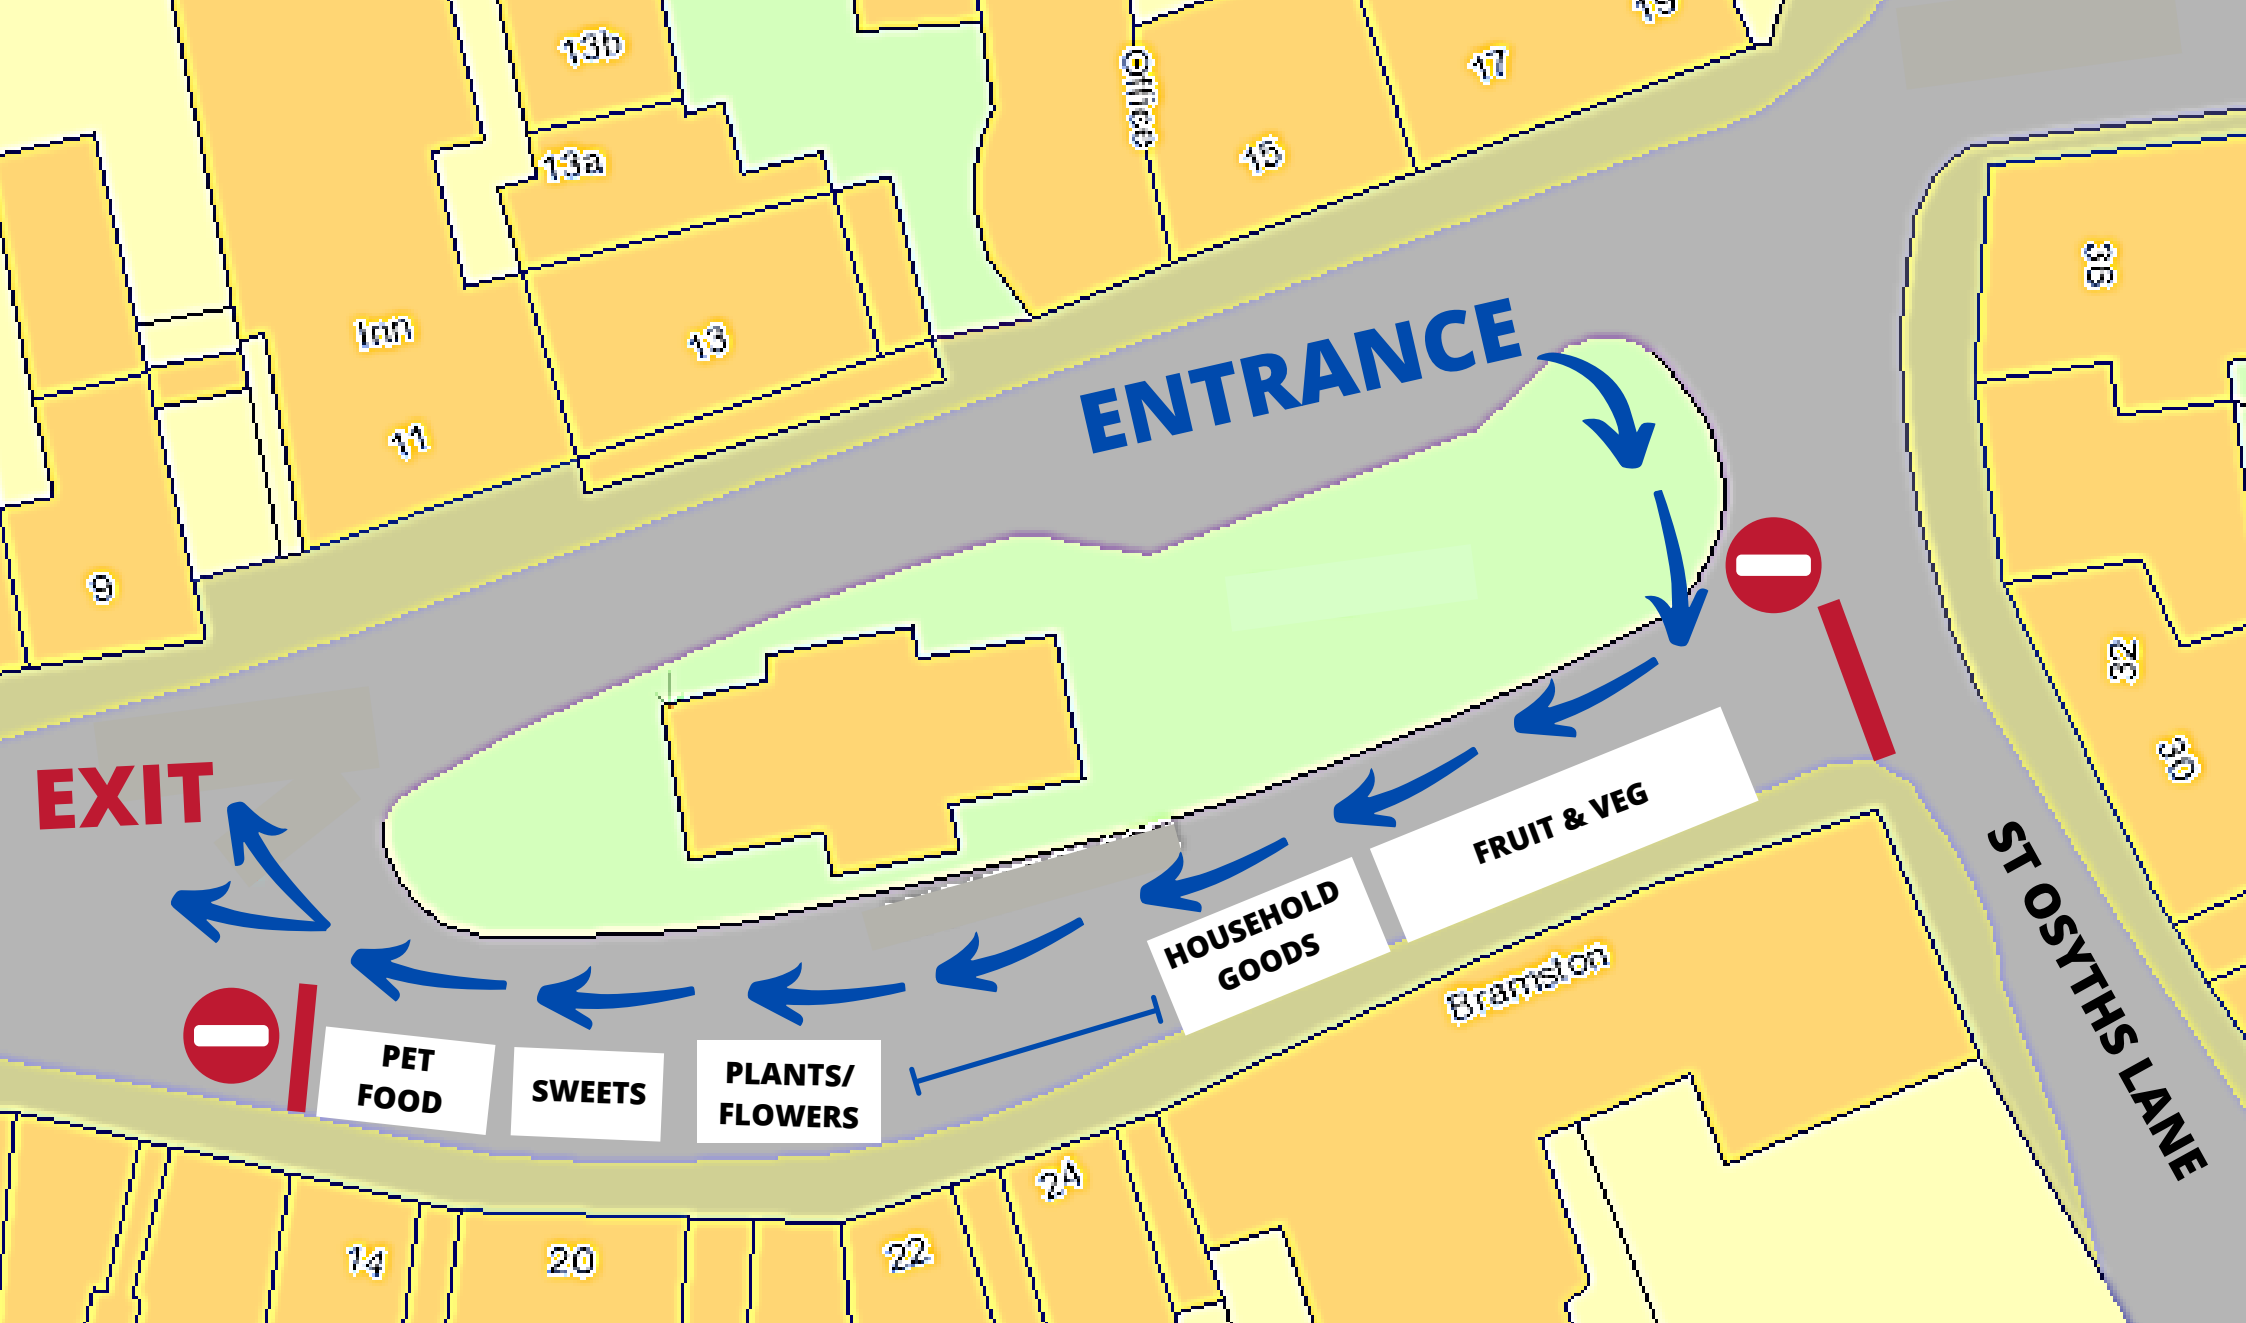 13b
Office
17
15
13a
36
Inn
13
ENTRANCE
11
9
32
30
EXIT
FRUIT & VEG
HOUSEHOLD
GOODS
ST OSYTHS LANE
Bramston
PET
FOOD
SWEETS
PLANTS/
FLOWERS
24
14
20
22